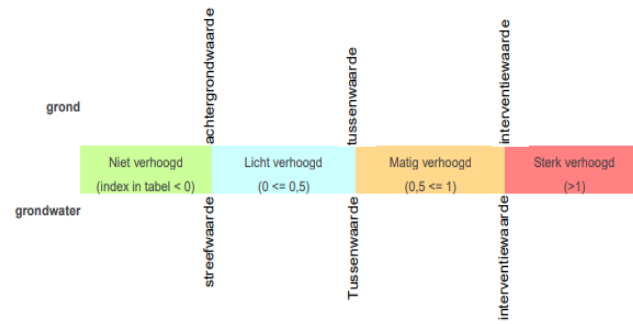 achtergrondwaarde
tussenwaarde
interventiewaarde
grond
Niet verhoogd
(index in tabel < 0)
Licht verhoogd
(0 <= 0,5)
Matig verhoogd
(0,5 <= 1)
Sterk verhoogd
(>1)
grondwater
streefwaarde
Tussenwaarde
interventiewaarde